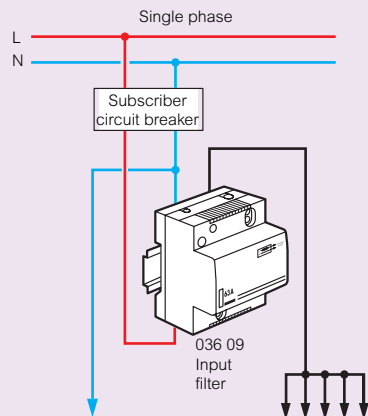 Single phase
L
N
Subscriber
circuit breaker
63A
036 09
Input
filter